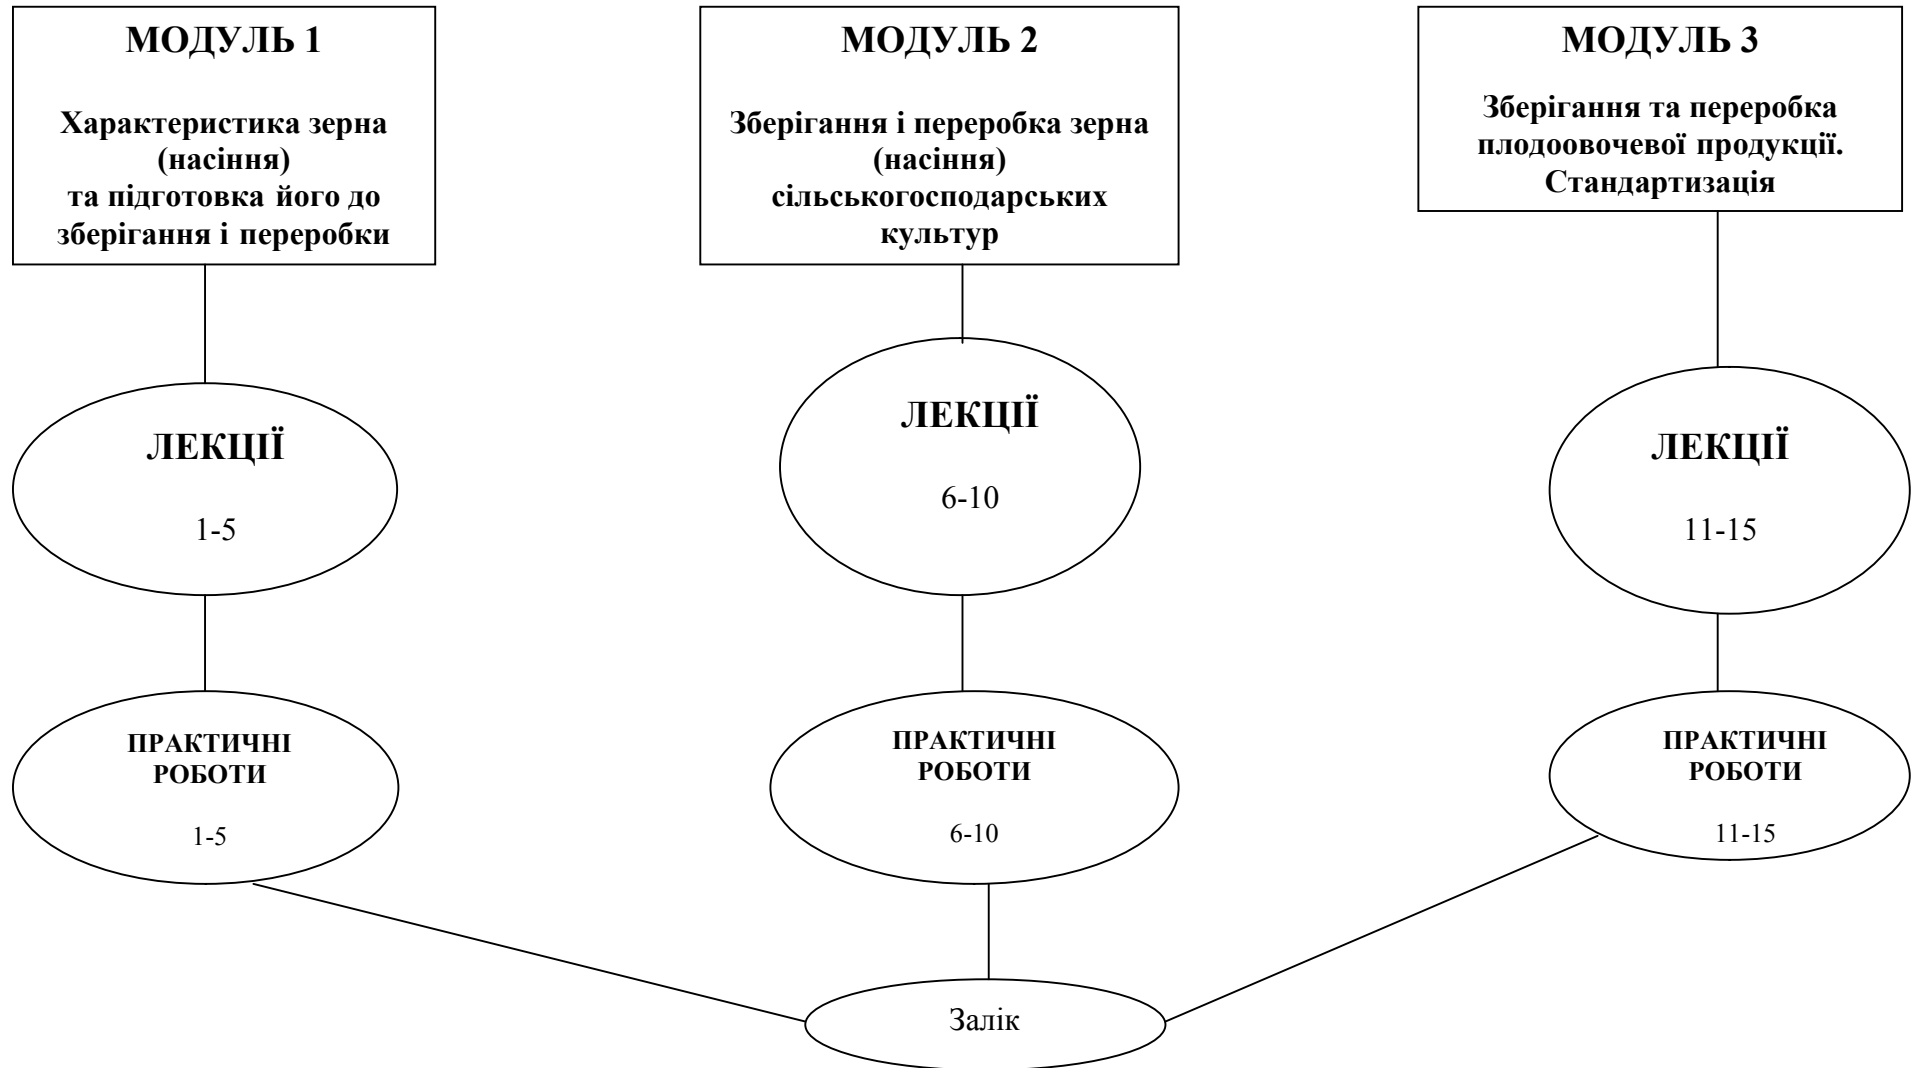 МОДУЛЬ 1
Характеристика зерна
(насіння)
та підготовка його до
зберігання і переробки
МОДУЛЬ 2
Зберігання і переробка зерна
(насіння)
сільськогосподарських
культур
МОДУЛЬ 3
Зберігання та переробка
плодоовочевої продукції.
Стандартизація
ЛЕКЦІЇ
1-5
ЛЕКЦІЇ
6-10
ЛЕКЦІЇ
11-15
ПРАКТИЧНІ
РОБОТИ
1-5
ПРАКТИЧНІ
РОБОТИ
6-10
ПРАКТИЧНІ
РОБОТИ
11-15
Залік